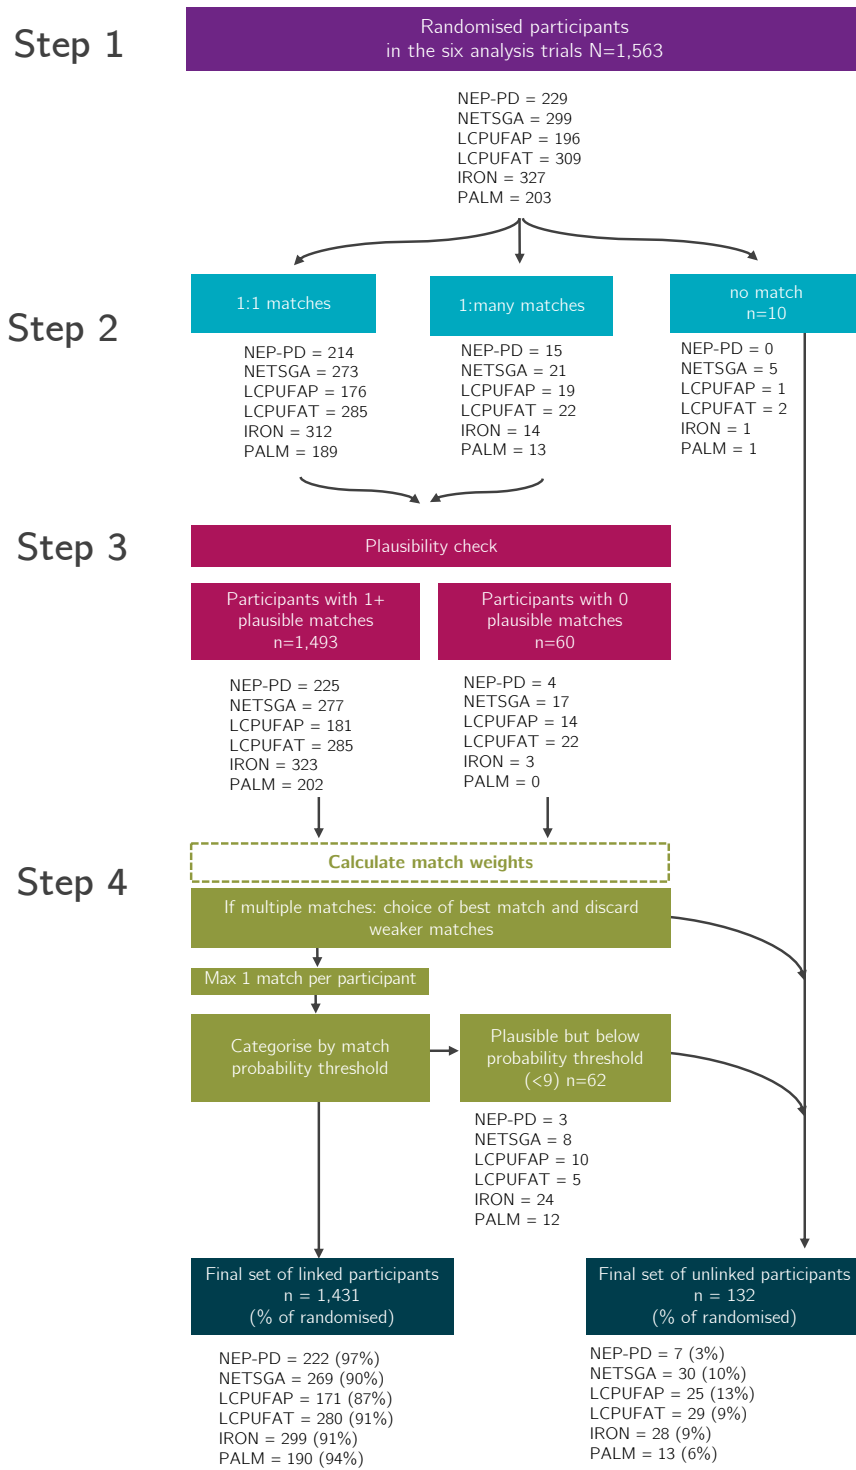 Step 1
Randomised participants
in the six analysis trials N=1,563
NEP-PD = 229
NETSGA = 299
LCPUFAP = 196
LCPUFAT = 309
IRON = 327
PALM = 203
Step 2
1:1 matches
NEP-PD = 214
NETSGA = 273
LCPUFAP = 176
LCPUFAT = 285
IRON = 312
PALM = 189
1:many matches
NEP-PD = 15
NETSGA = 21
LCPUFAP = 19
LCPUFAT = 22
IRON = 14
PALM = 13
no match
n=10
NEP-PD = 0
NETSGA = 5
LCPUFAP = 1
LCPUFAT = 2
IRON = 1
PALM = 1
Step 3
Plausibility check
Participants with 1+
plausible matches
n=1,493
NEP-PD = 225
NETSGA = 277
LCPUFAP = 181
LCPUFAT = 285
IRON = 323
PALM = 202
Participants with 0
plausible matches
n=60
NEP-PD = 4
NETSGA = 17
LCPUFAP = 14
LCPUFAT = 22
IRON = 3
PALM = 0
Step 4
Calculate match weights
If multiple matches: choice of best match and discard
weaker matches
Max 1 match per participant
Categorise by match
probability threshold
Plausible but below
probability threshold
(<9) n=62
NEP-PD = 3
NETSGA = 8
LCPUFAP = 10
LCPUFAT = 5
IRON = 24
PALM = 12
Final set of linked participants
n = 1,431
(% of randomised)
NEP-PD = 222 (97%)
NETSGA = 269 (90%)
LCPUFAP = 171 (87%)
LCPUFAT = 280 (91%)
IRON = 299 (91%)
PALM = 190 (94%)
Final set of unlinked participants
n = 132
(% of randomised)
NEP-PD = 7 (3%)
NETSGA = 30 (10%)
LCPUFAP = 25 (13%)
LCPUFAT = 29 (9%)
IRON = 28 (9%)
PALM = 13 (6%)